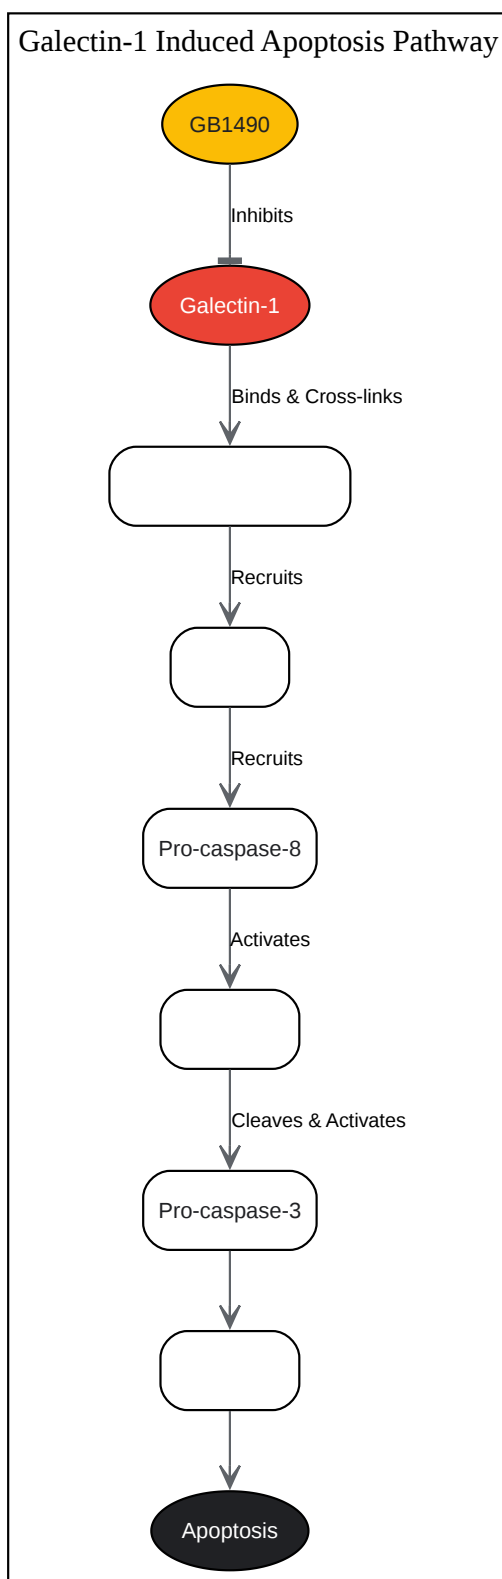 Galectin-1 Induced Apoptosis Pathway
GB1490
Inhibits
Galectin-1
Binds & Cross-links
Recruits
Recruits
Pro-caspase-8
Activates
Cleaves & Activates
Pro-caspase-3
Apoptosis